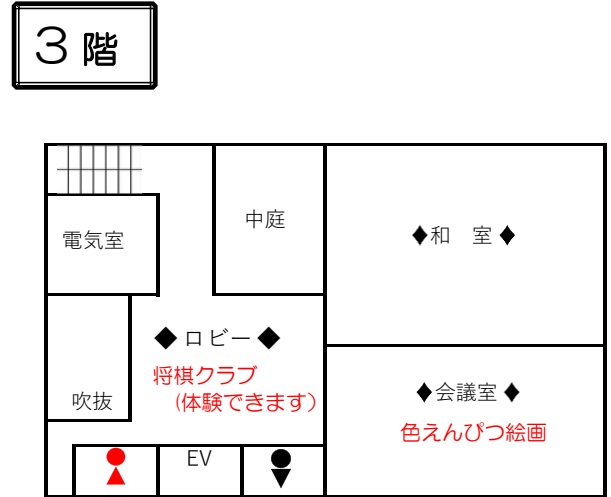 3階
中庭
電気室
◆和　室◆
◆ロビー◆
将棋クラブ
（体験できます）
吹抜
◆会議室◆
色えんぴつ絵画
EV